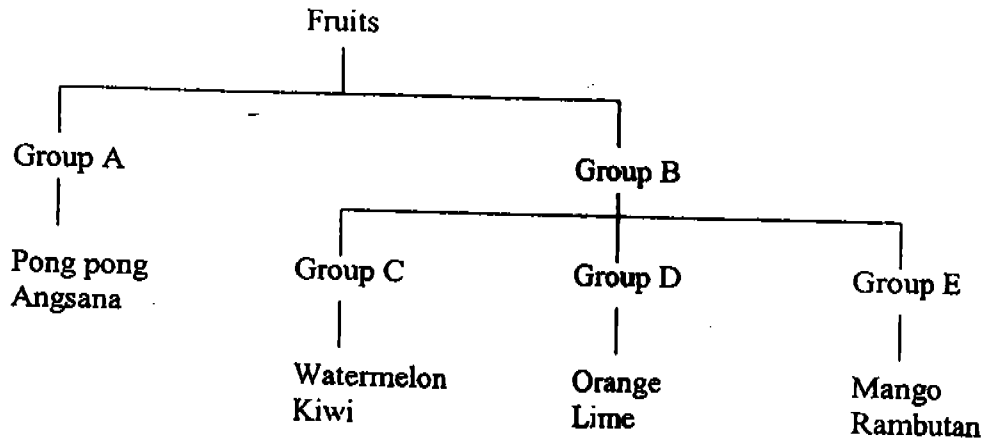 Fruits
Group A
Group B
Pong pong
Angsana
Group C
Group D
Group E
Watermelon
Kiwi
Orange
Lime
Mango
Rambutan